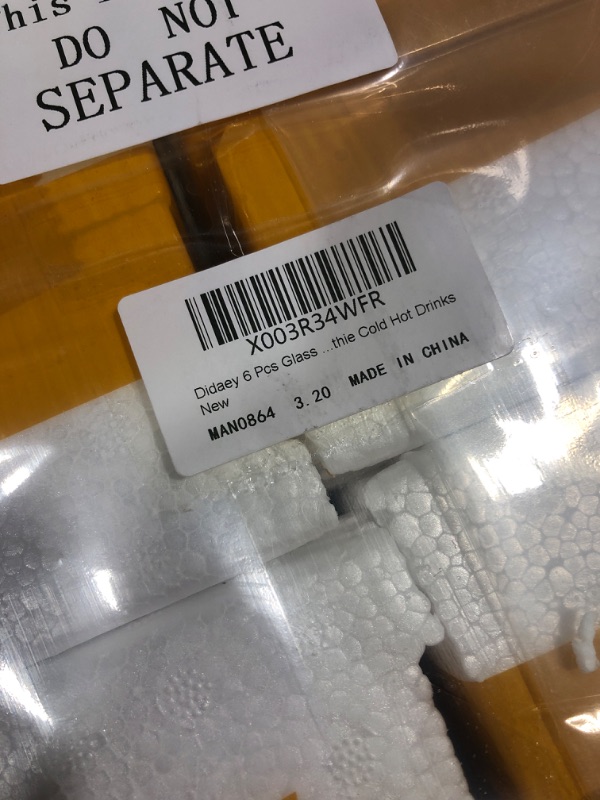 This
DO NOT
SEPARATE
X003R34WFR
Didaey 6 Pcs Glass ...thie Cold Hot Drinks
New
MAN0864 3.20 MADE IN CHINA